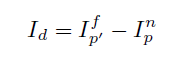 $I_d = I_{p'}^f - I_p^n$